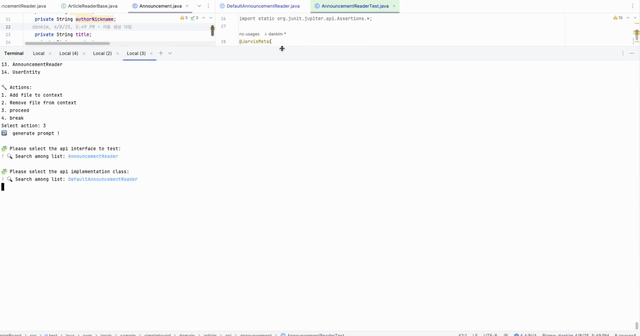 ncementReader.java
ArticleReaderBase.java
Announcement.java
DefaultAnnouncementReader.java
AnnouncementReaderTest.java
private String authorNickname;
private String title;
import static org.junit.jupiter.api.Assertions.*;
no usages
@JarvisMeta(
Terminal
Local
Local (4)
Local (2)
Local (3)
13. AnnouncementReader
14. UserEntity
Actions:
1. Add file to context
2. Remove file from context
3. proceed
4. break
Select action: 3
generate prompt !
Please select the api interface to test:
? Search among list: AnnouncementReader
Please select the api implementation class:
? Search among list: DefaultAnnouncementReader